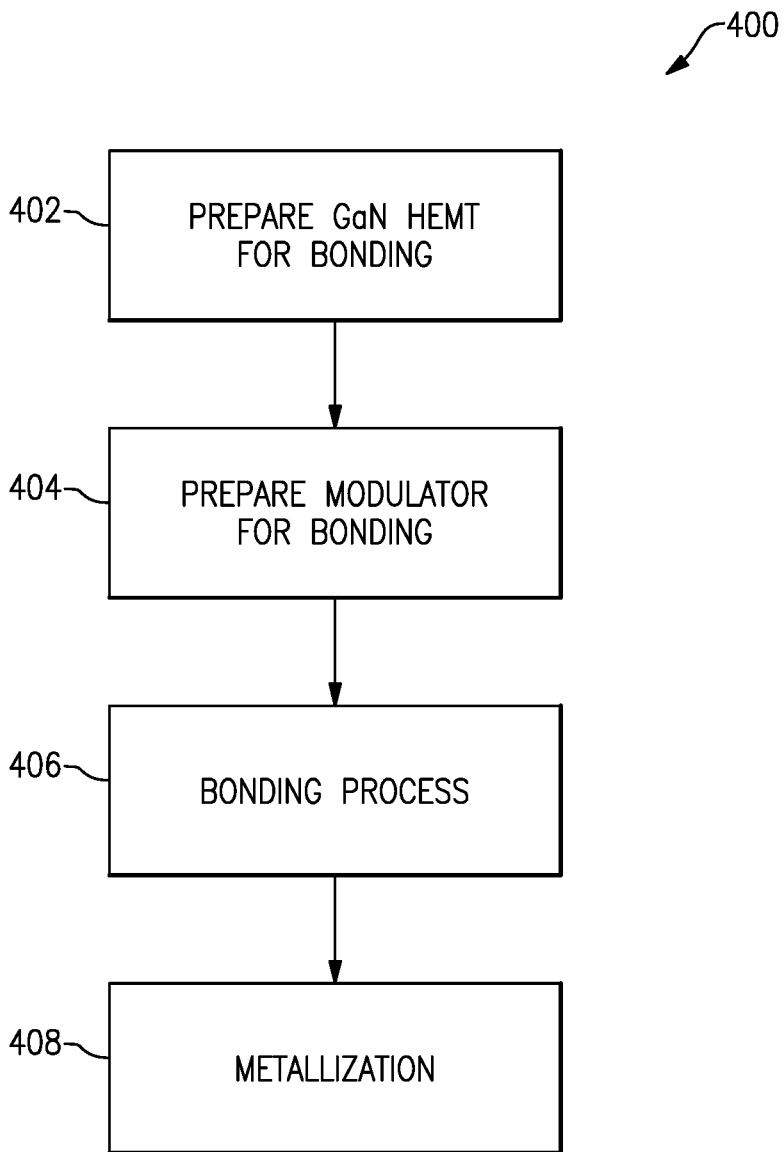 400
402
PREPARE GaN HEMT
FOR BONDING
404
PREPARE MODULATOR
FOR BONDING
406
BONDING PROCESS
408
METALLIZATION